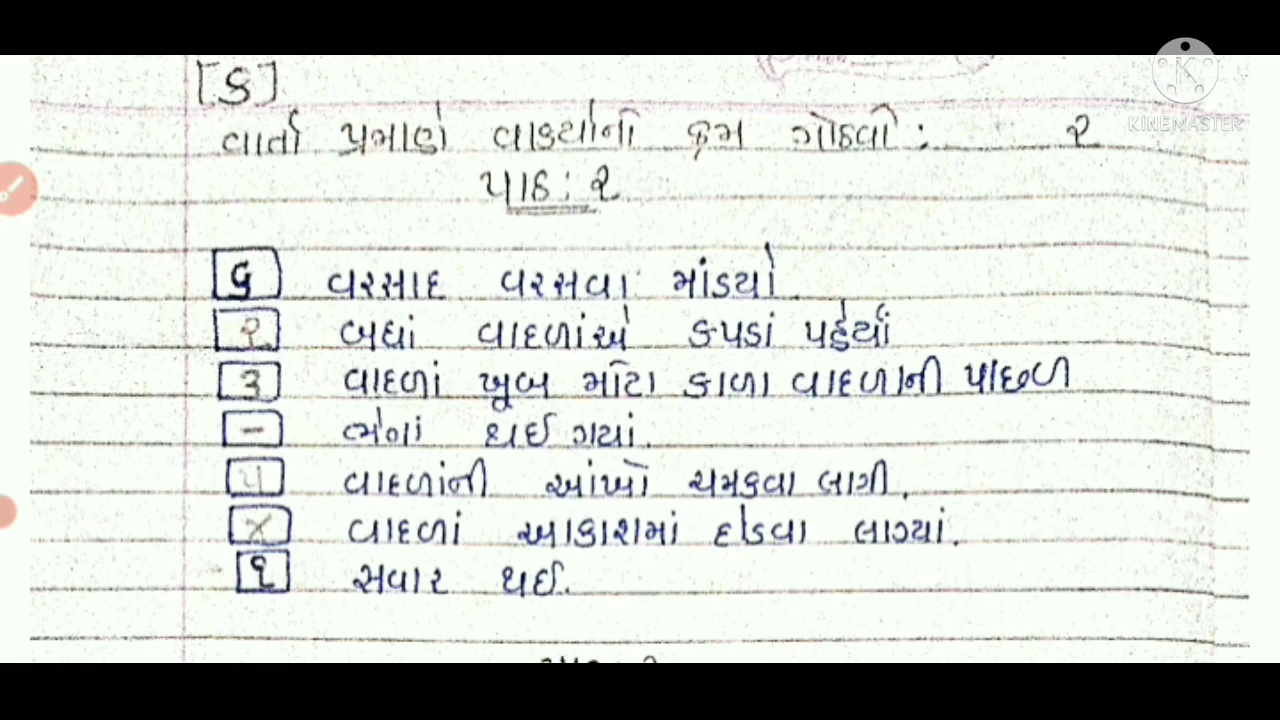 [ક]
વાર્તા પ્રમાણે વાક્યોનો ક્રમ ગોઠવો : ૨
પાઠ : ૨
૬ વરસાદ વરસવા માંડયો.
૨ બધાં વાદળાંએ કપડાં પહેર્યાં
૩ વાદળાં ખૂબ મોટા કાળા વાદળાની પાછળ
- ભેગાં થઈ ગયાં.
૫ વાદળાંની આંખો ચમકવા લાગી.
૪ વાદળાં આકાશમાં દોડવા લાગ્યાં.
૧ સવાર થઈ.
KINEMASTER